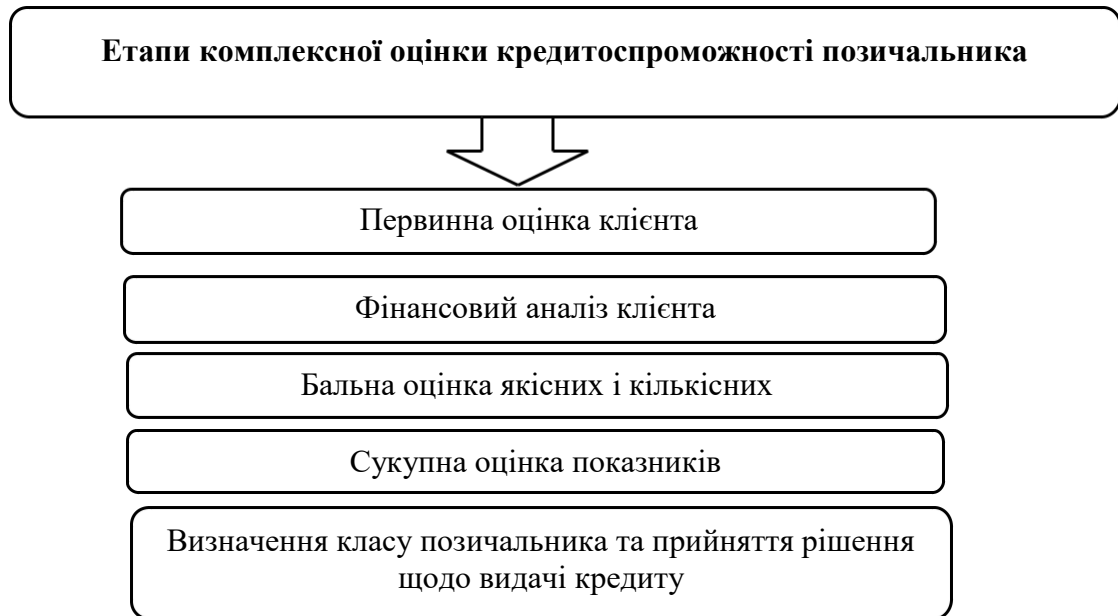 Етапи комплексної оцінки кредитоспроможності позичальника
Первинна оцінка клієнта
Фінансовий аналіз клієнта
Бальна оцінка якісних і кількісних
Сукупна оцінка показників
Визначення класу позичальника та прийняття рішення
щодо видачі кредиту